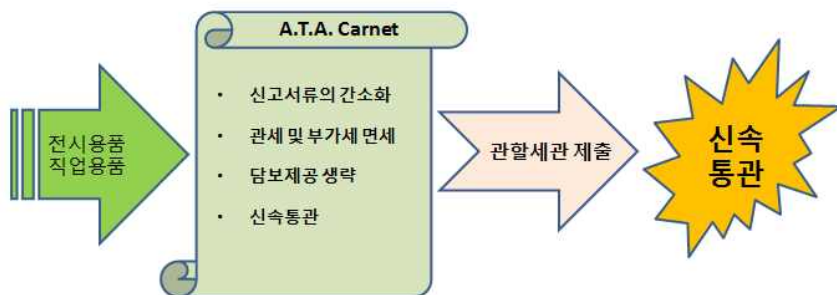 전시용품
직업용품
A.T.A. Carnet
• 신고서류의 간소화
• 관세 및 부가세 면세
• 담보제공 생략
• 신속통관
관할세관 제출
신속
통관